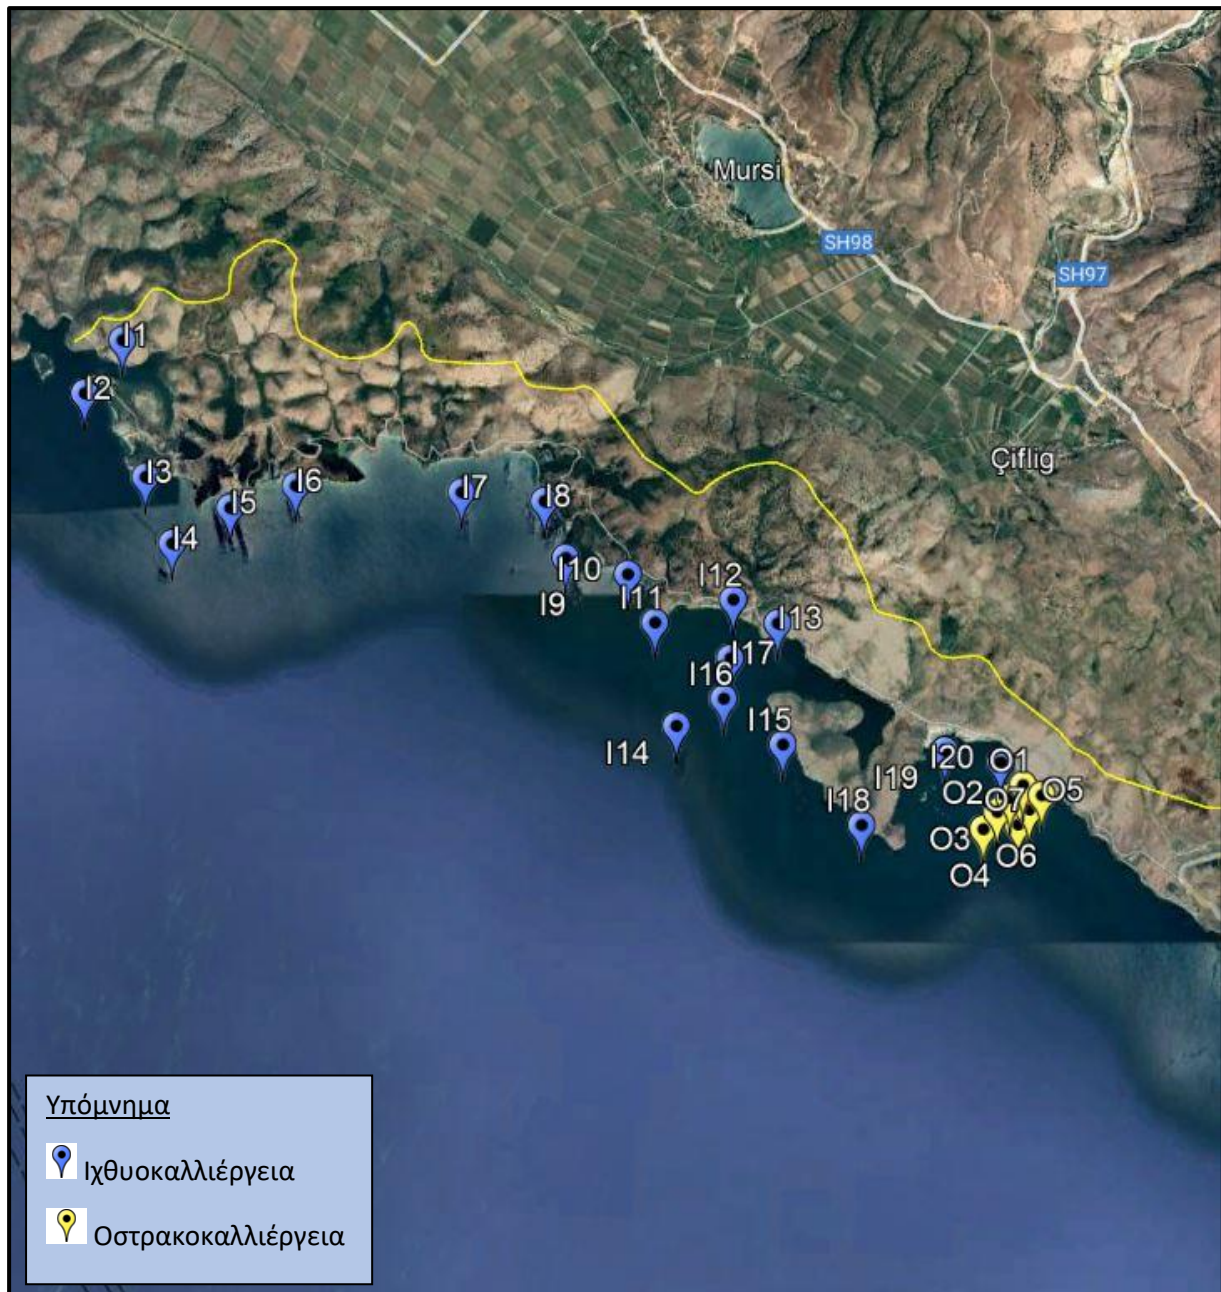 Mursi
SH98
SH97
I1
I2
Çiflig
I3
I6
I7
I8
I5
I4
I10
I12
I9
I11
I13
I17
I16
I15
I14
I20
O1
I19
O2
O7
O5
I18
O3
O6
O4
Υπόμνημα
Ιχθυοκαλλιέργεια
Οστρακοκαλλιέργεια